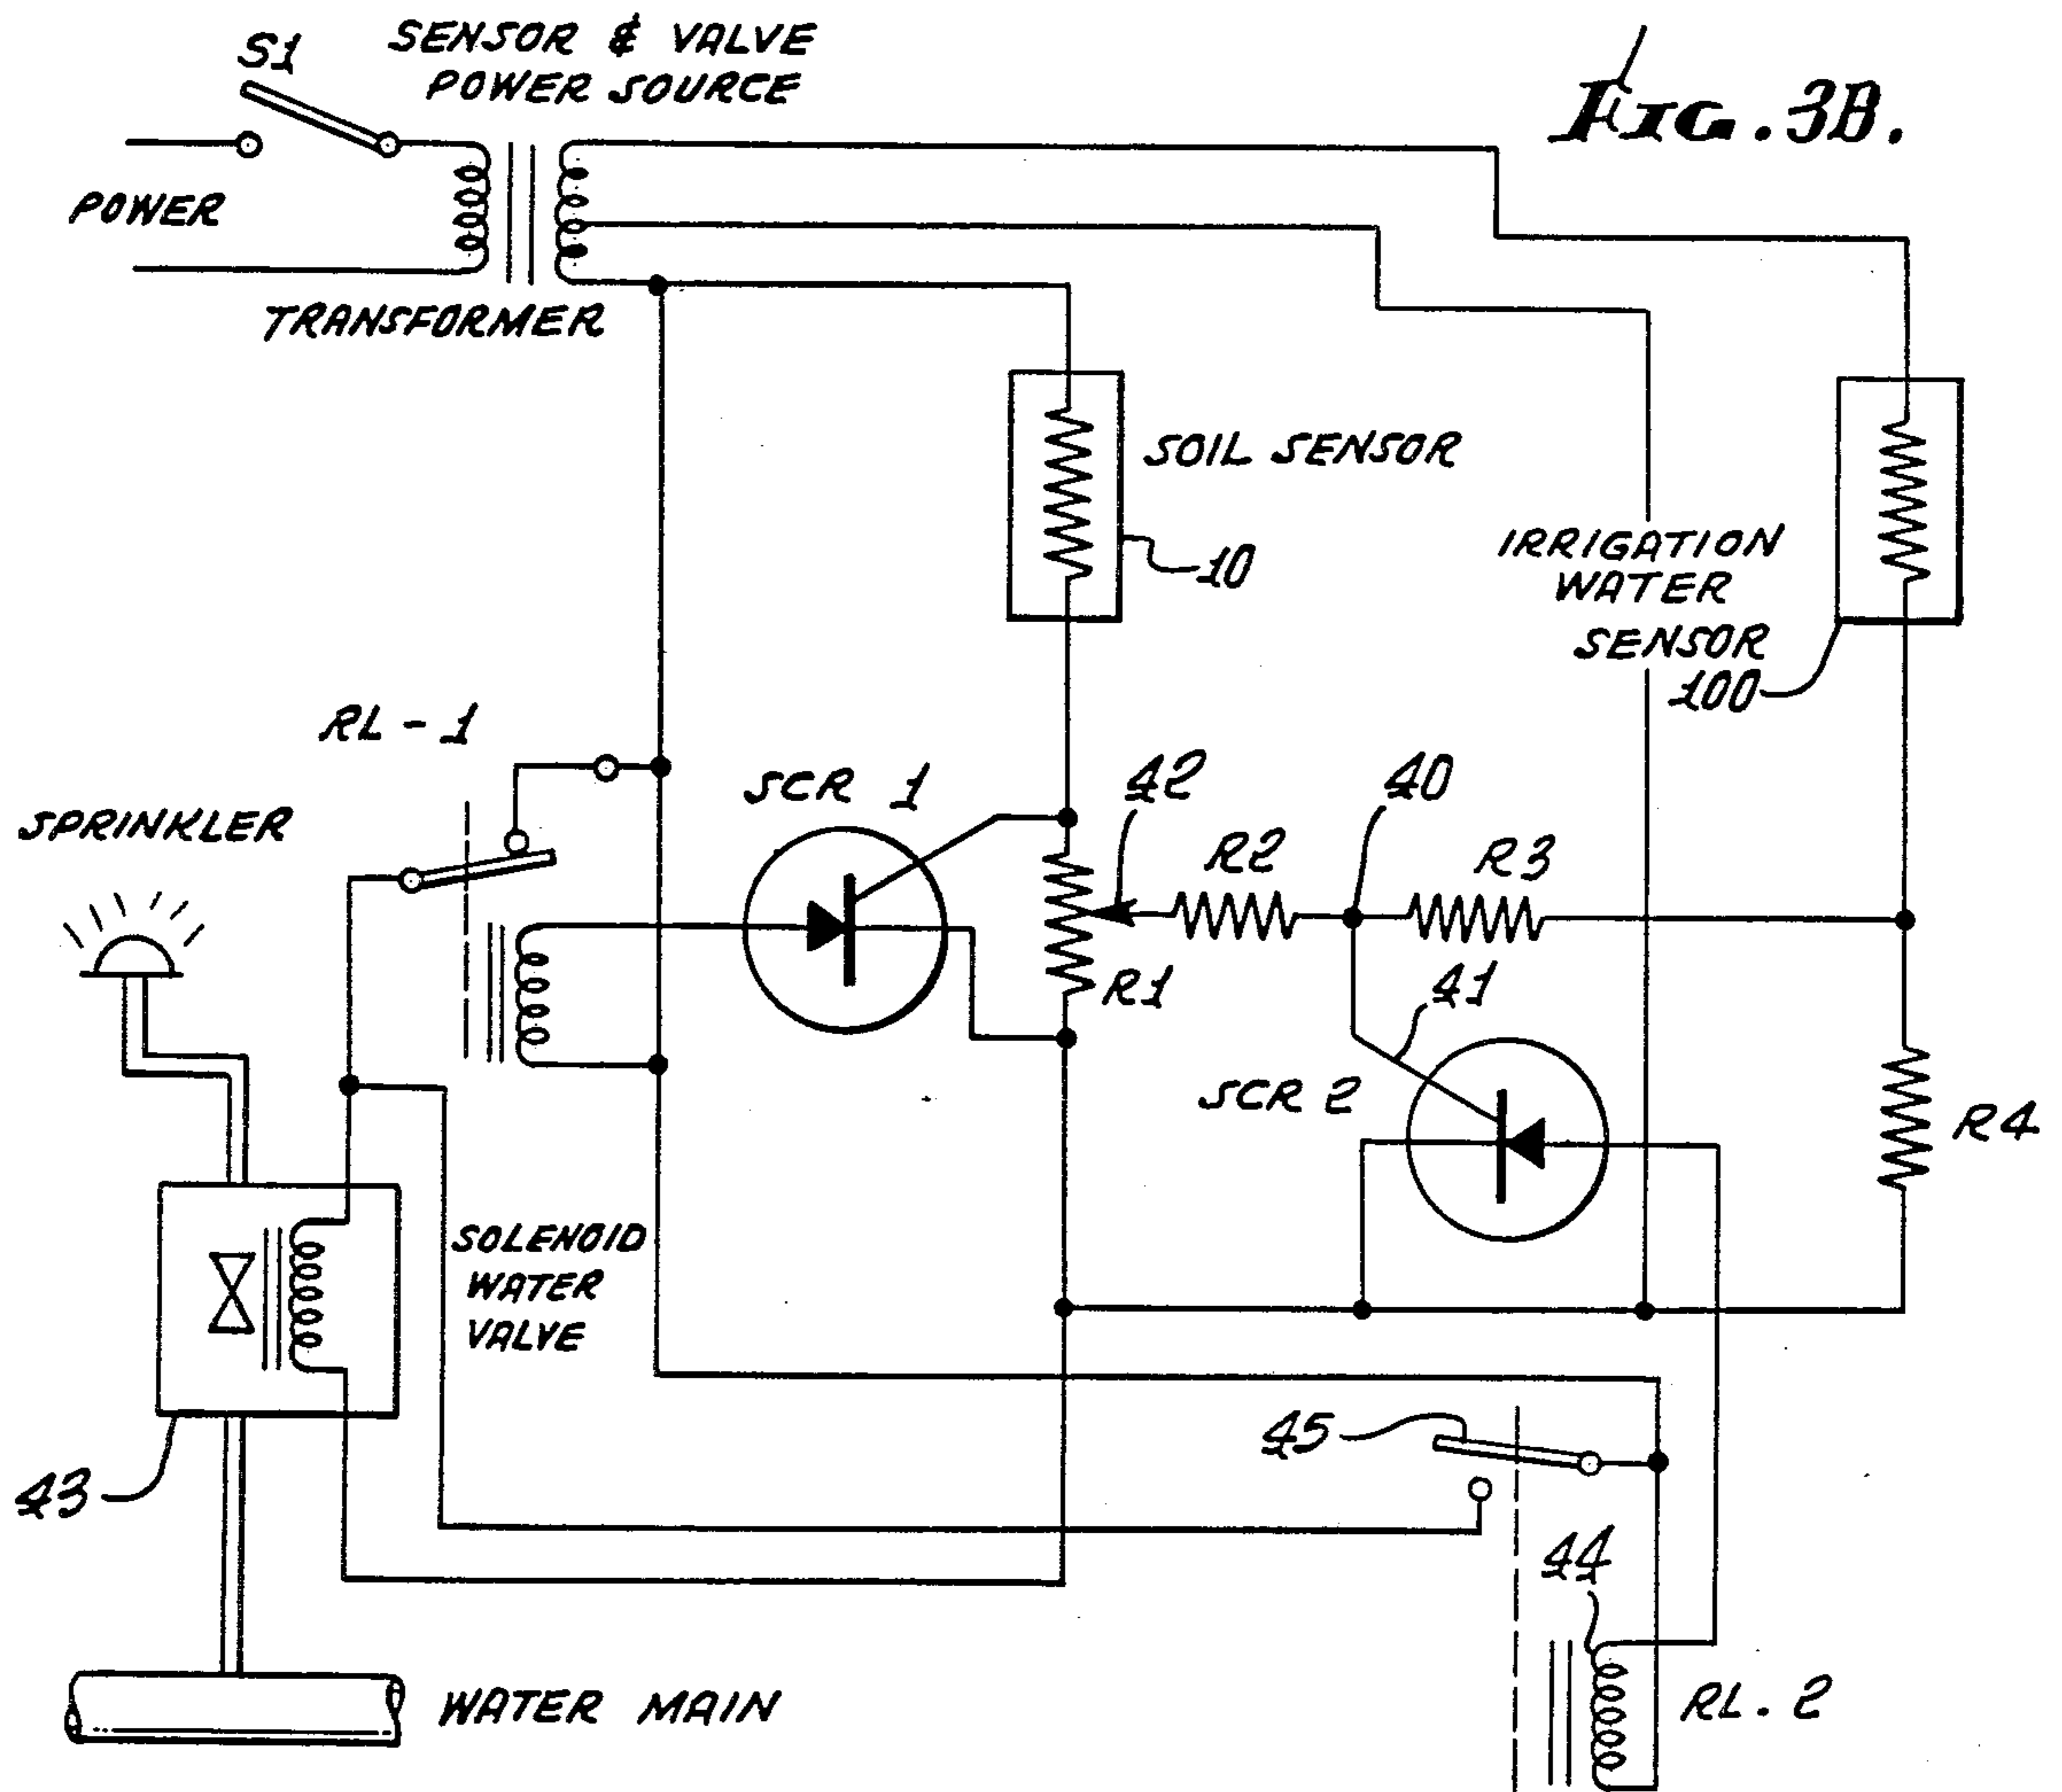 S1
SENSOR & VALVE
POWER SOURCE
FIG. 3B.
POWER
TRANSFORMER
SOIL SENSOR
10
IRRIGATION
WATER
SENSOR
100
RL-1
SCR 1
42
40
SPRINKLER
R2
R3
R1
41
SCR 2
R4
SOLENOID
WATER
VALVE
45
43
44
WATER MAIN
RL. 2